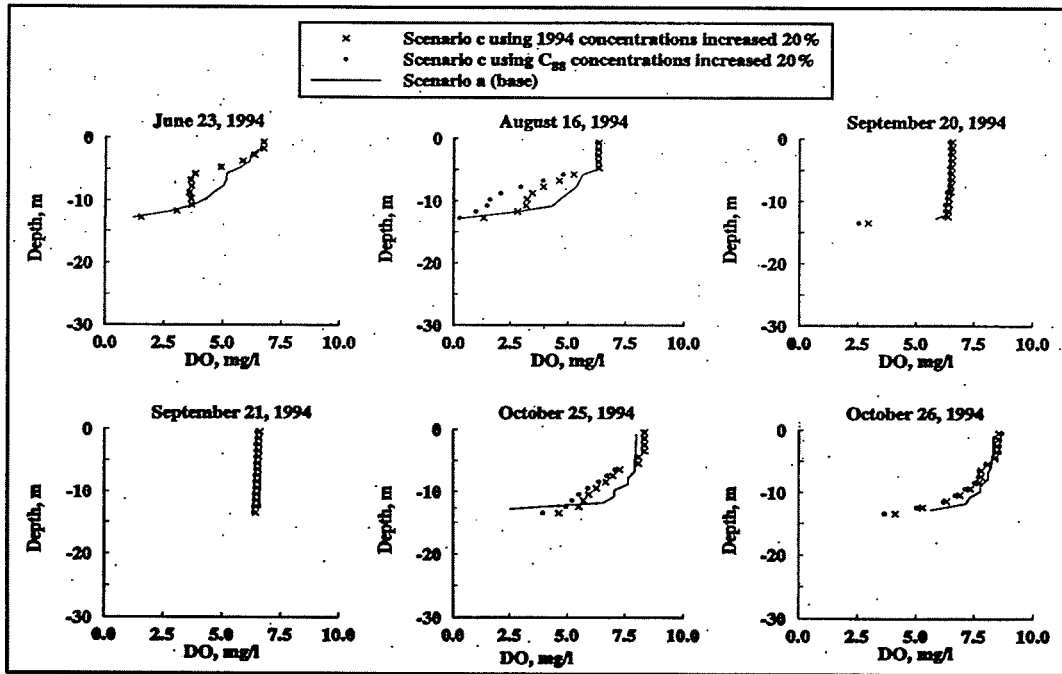 Scenario c using 1994 concentrations increased 20%
Scenario c using Css concentrations increased 20%
Scenario a (base)
June 23, 1994
August 16, 1994
September 20, 1994
0
-10
-20
-30
Depth, m
0.0 2.5 5.0 7.5 10.0
DO, mg/l
0
-10
-20
-30
Depth, m
0.0 2.5 5.0 7.5 10.0
DO, mg/l
0
-10
-20
-30
Depth, m
0.0 2.5 5.0 7.5 10.0
DO, mg/l
September 21, 1994
October 25, 1994
October 26, 1994
0
-10
-20
-30
Depth, m
0.0 2.5 5.0 7.5 10.0
DO, mg/l
0
-10
-20
-30
Depth, m
0.0 2.5 5.0 7.5 10.0
DO, mg/l
0
-10
-20
-30
Depth, m
0.0 2.5 5.0 7.5 10.0
DO, mg/l